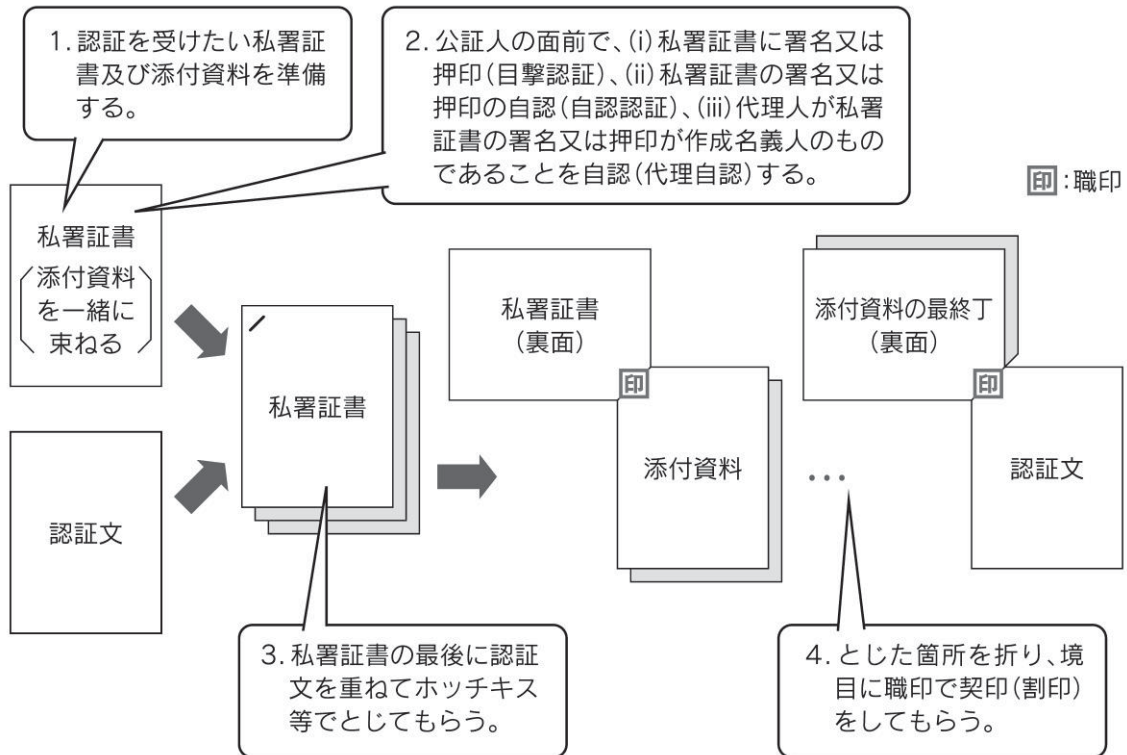 1. 認証を受けたい私署証
書及び添付資料を準備
する。
2. 公証人の面前で、(i)私署証書に署名又は
押印(目撃認証)、(ii)私署証書の署名又は
押印の自認(自認認証)、(iii)代理人が私署
証書の署名又は押印が作成名義人のもの
であることを自認(代理自認)する。
印:職印
私署証書
(添付資料
を一緒に
束ねる)
認証文
私署証書
私署証書
(裏面)
印
添付資料
…
添付資料の最終丁
(裏面)
印
認証文
3. 私署証書の最後に認証
文を重ねてホッチキス
等でとじてもらう。
4. とじた箇所を折り、境
目に職印で契印(割印)
をしてもらう。